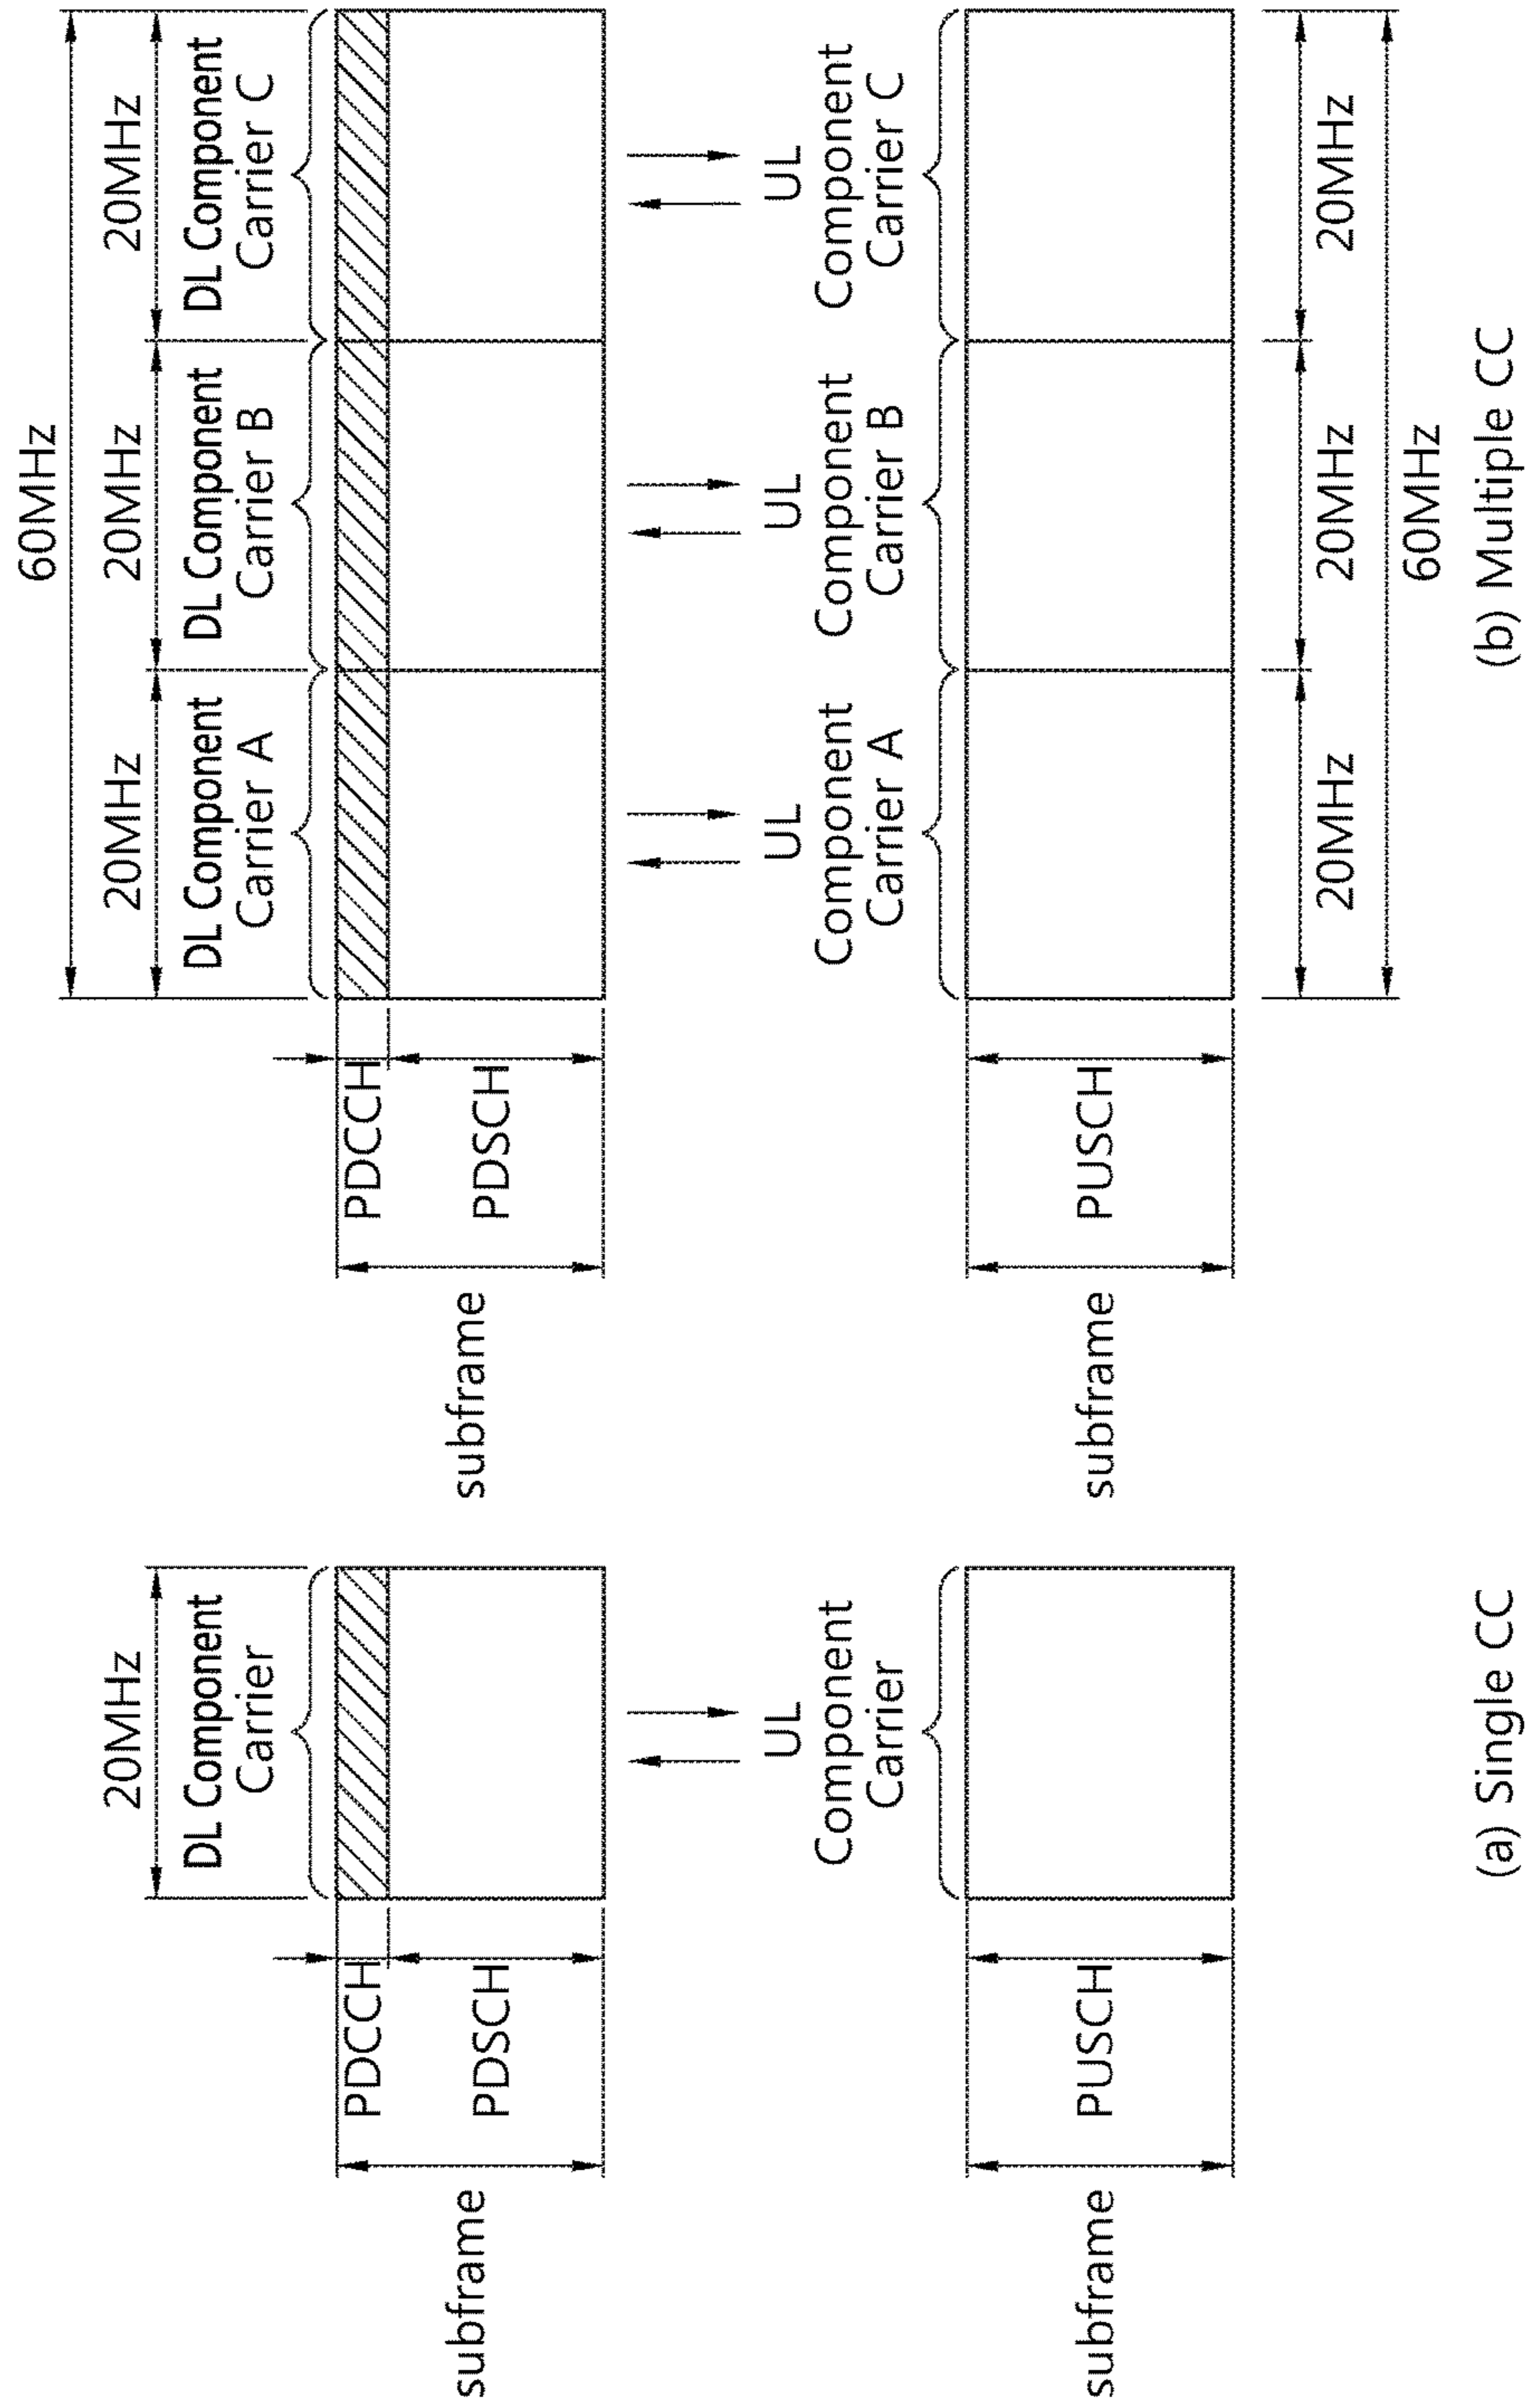 20MHz
DL Component
Carrier
PDCCH
PDSCH
subframe
UL
Component
Carrier
PUSCH
subframe
(a) Single CC
60MHz
20MHz
20MHz
20MHz
DL Component
Carrier A
DL Component
Carrier B
DL Component
Carrier C
PDCCH
PDSCH
subframe
UL
Component
Carrier A
UL
Component
Carrier B
UL
Component
Carrier C
PUSCH
subframe
20MHz
20MHz
20MHz
60MHz
(b) Multiple CC